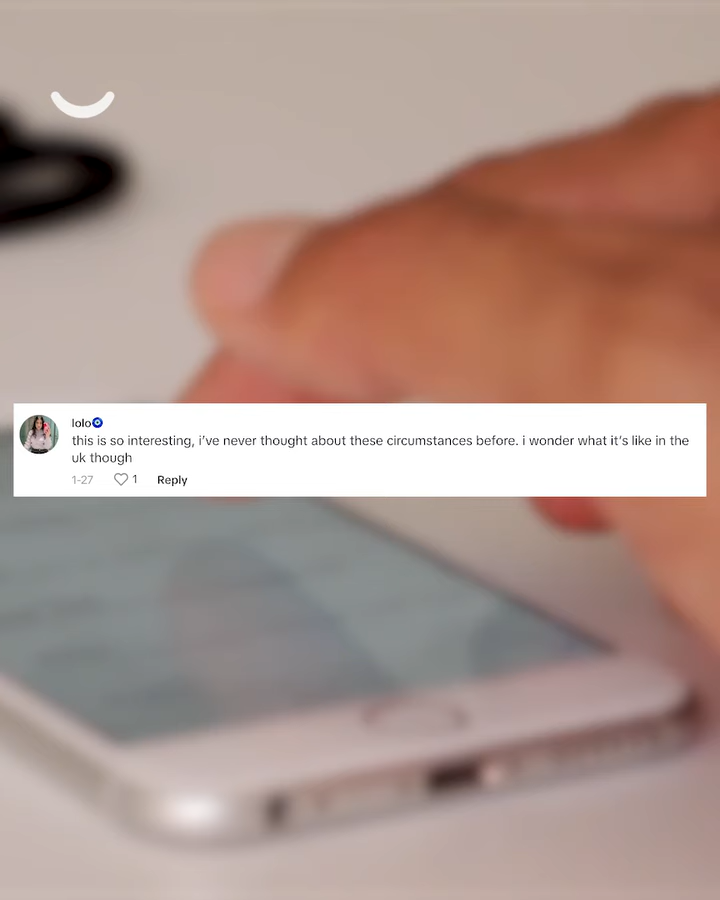 lolo🧿
this is so interesting, i've never thought about these circumstances before. i wonder what it's like in the
uk though
1-27 1 Reply